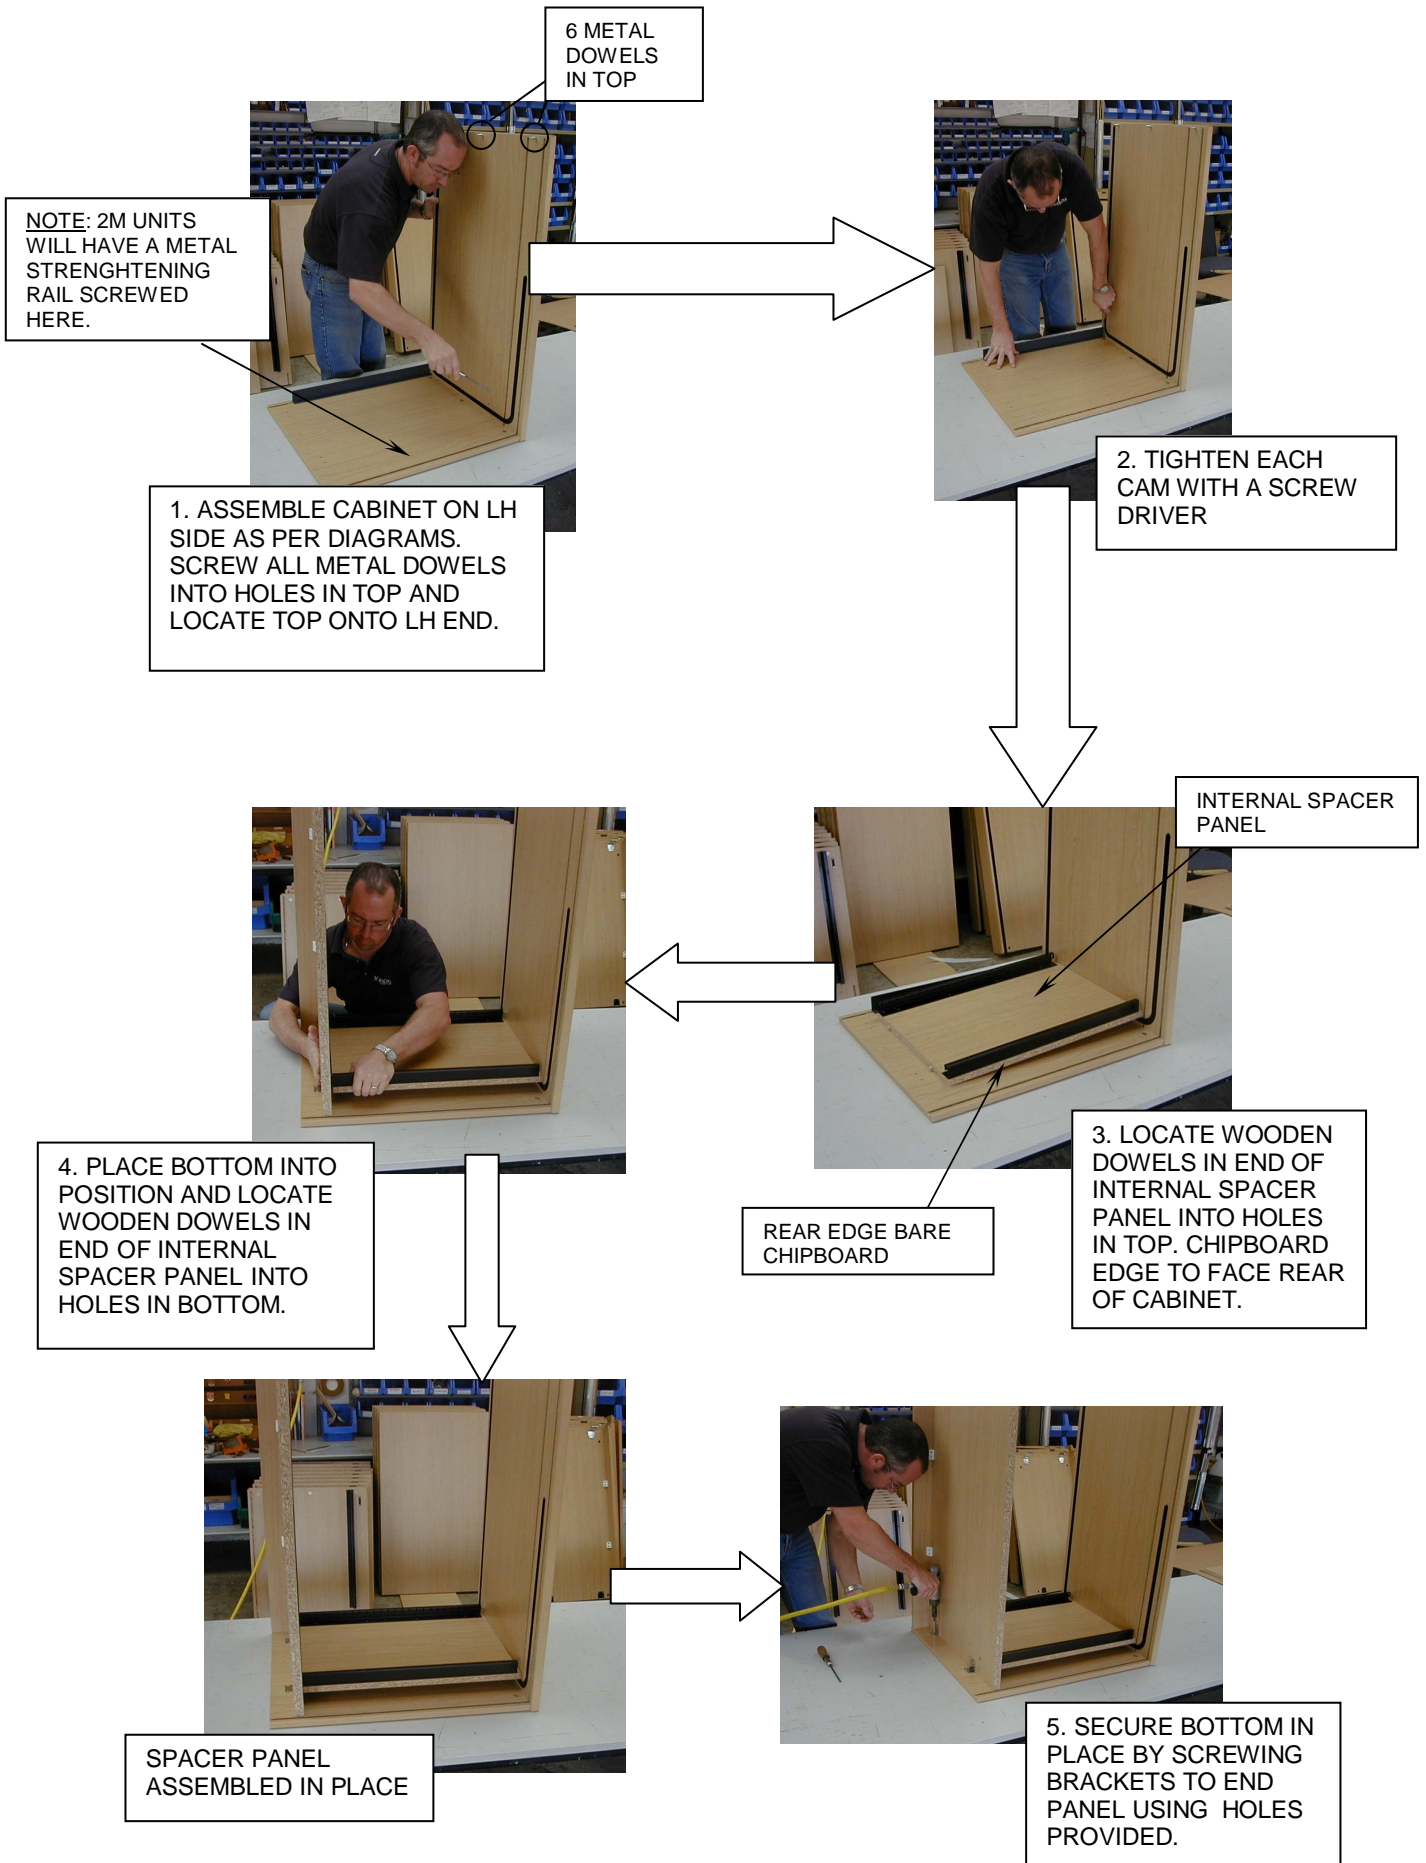 6 METAL
DOWELS
IN TOP
NOTE: 2M UNITS
WILL HAVE A METAL
STRENGHTENING
RAIL SCREWED
HERE.
1. ASSEMBLE CABINET ON LH
SIDE AS PER DIAGRAMS.
SCREW ALL METAL DOWELS
INTO HOLES IN TOP AND
LOCATE TOP ONTO LH END.
2. TIGHTEN EACH
CAM WITH A SCREW
DRIVER
INTERNAL SPACER
PANEL
3. LOCATE WOODEN
DOWELS IN END OF
INTERNAL SPACER
PANEL INTO HOLES
IN TOP. CHIPBOARD
EDGE TO FACE REAR
OF CABINET.
REAR EDGE BARE
CHIPBOARD
4. PLACE BOTTOM INTO
POSITION AND LOCATE
WOODEN DOWELS IN
END OF INTERNAL
SPACER PANEL INTO
HOLES IN BOTTOM.
SPACER PANEL
ASSEMBLED IN PLACE
5. SECURE BOTTOM IN
PLACE BY SCREWING
BRACKETS TO END
PANEL USING  HOLES
PROVIDED.